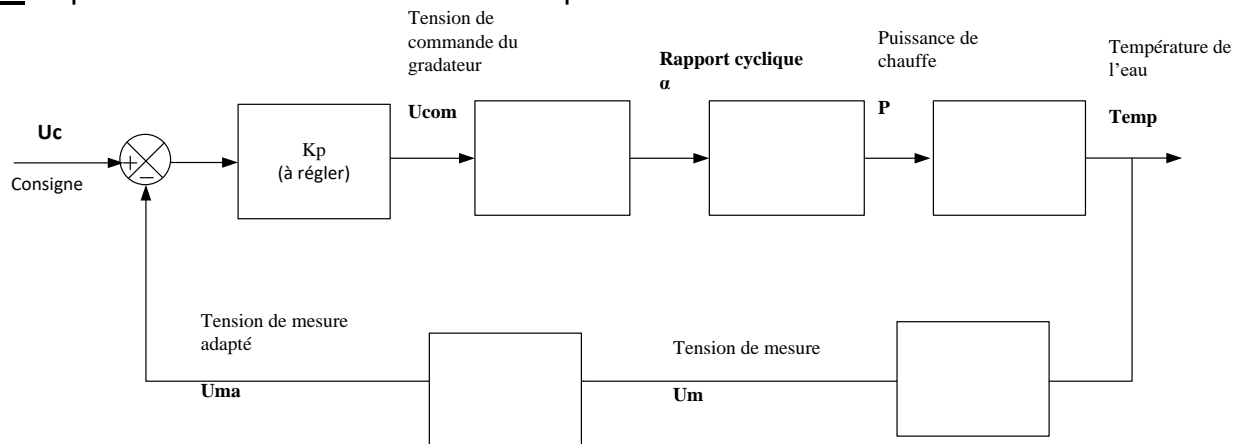 Tension de
commande du
gradateur
Ucom
Rapport cyclique
α
Puissance de
chauffe
P
Température de
l'eau
Temp
Uc
Consigne
+
−
Kp
(à régler)
Tension de mesure
adapté
Uma
Tension de mesure
Um